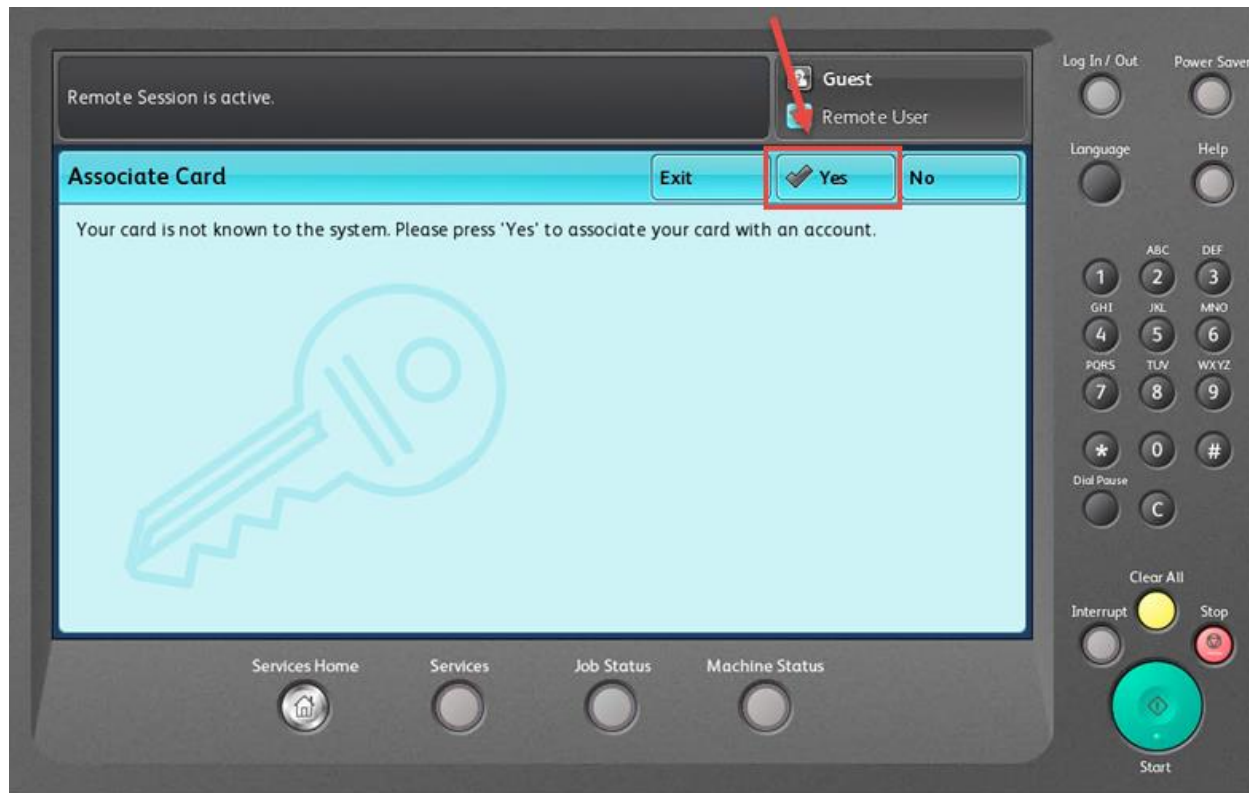 Remote Session is active.
Guest
Remote User
Associate Card
Exit
Yes
No
Your card is not known to the system. Please press 'Yes' to associate your card with an account.
Services Home
Services
Job Status
Machine Status
Log In / Out
Power Saver
Language
Help
ABC
DEF
1
2
3
GHI
JKL
MNO
4
5
6
PQRS
TUV
WXYZ
7
8
9
*
0
#
Dial Pause
C
Clear All
Interrupt
Stop
Start